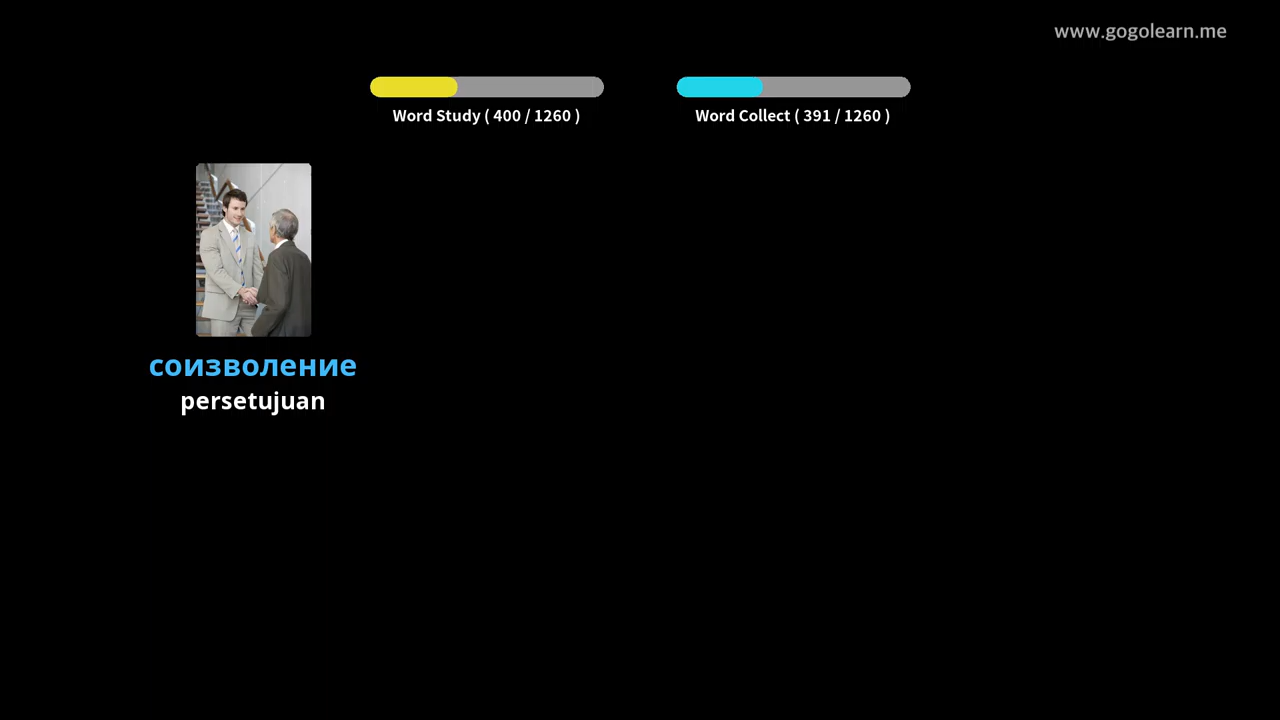 www.gogolearn.me
Word Study ( 400 / 1260 )
Word Collect ( 391 / 1260 )
соизволение
persetujuan